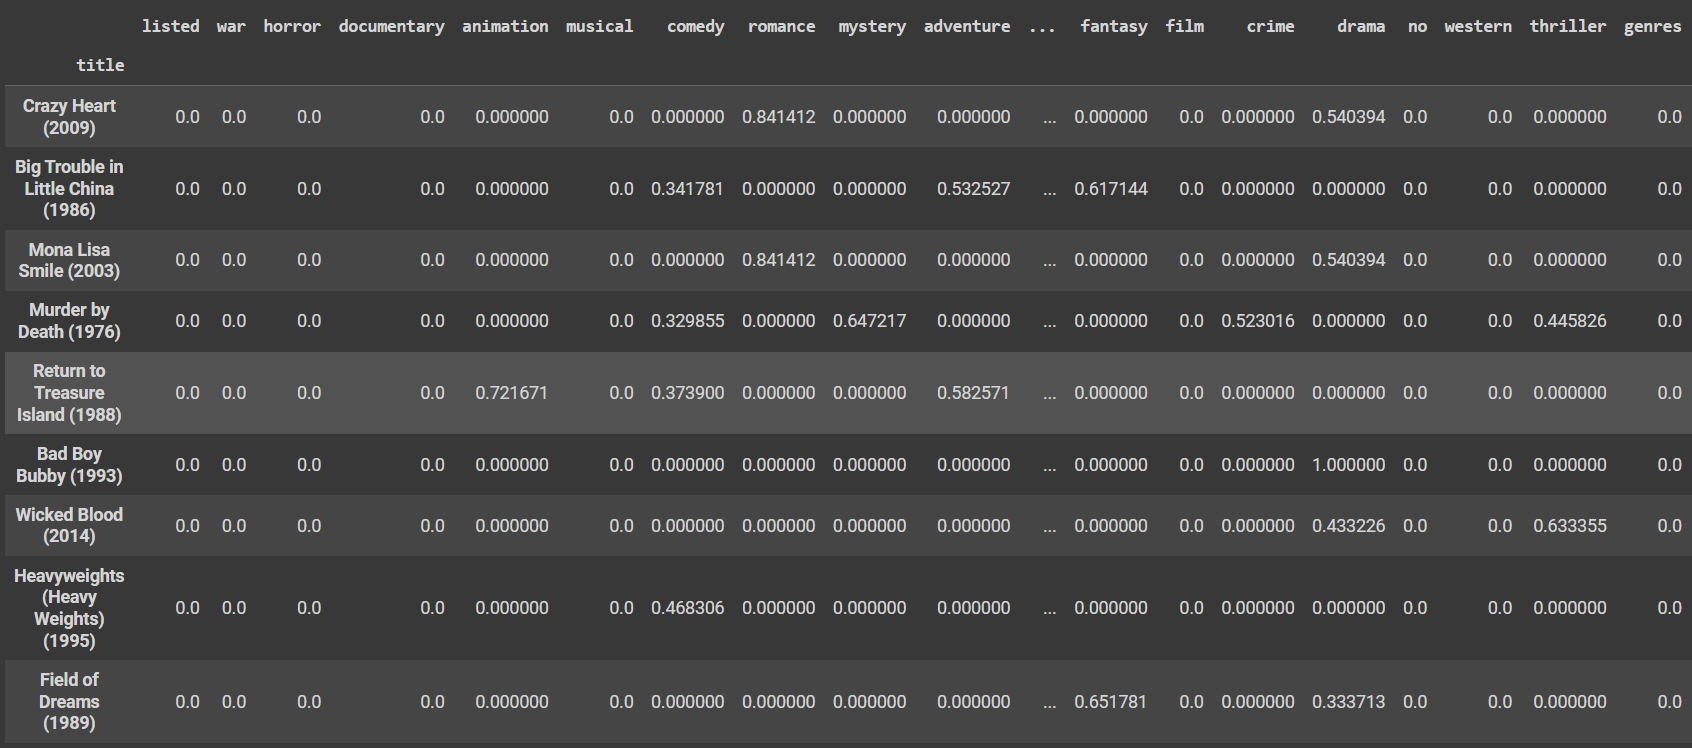 listed war horror documentary animation musical comedy romance mystery adventure ... fantasy film crime drama no western thriller genres
title
Crazy Heart
(2009) 0.0 0.0 0.0 0.0 0.000000 0.0 0.000000 0.841412 0.000000 0.000000 ... 0.000000 0.0 0.000000 0.540394 0.0 0.0 0.000000 0.0
Big Trouble in
Little China 0.0 0.0 0.0 0.0 0.000000 0.0 0.341781 0.000000 0.000000 0.532527 ... 0.617144 0.0 0.000000 0.000000 0.0 0.0 0.000000 0.0
(1986)
Mona Lisa
Smile (2003) 0.0 0.0 0.0 0.0 0.000000 0.0 0.000000 0.841412 0.000000 0.000000 ... 0.000000 0.0 0.000000 0.540394 0.0 0.0 0.000000 0.0
Murder by
Death (1976) 0.0 0.0 0.0 0.0 0.000000 0.0 0.329855 0.000000 0.647217 0.000000 ... 0.000000 0.0 0.523016 0.000000 0.0 0.0 0.445826 0.0
Return to
Treasure 0.0 0.0 0.0 0.0 0.721671 0.0 0.373900 0.000000 0.000000 0.582571 ... 0.000000 0.0 0.000000 0.000000 0.0 0.0 0.000000 0.0
Island (1988)
Bad Boy
Bubby (1993) 0.0 0.0 0.0 0.0 0.000000 0.0 0.000000 0.000000 0.000000 0.000000 ... 0.000000 0.0 0.000000 1.000000 0.0 0.0 0.000000 0.0
Wicked Blood
(2014) 0.0 0.0 0.0 0.0 0.000000 0.0 0.000000 0.000000 0.000000 0.000000 ... 0.000000 0.0 0.000000 0.433226 0.0 0.0 0.633355 0.0
Heavyweights
(Heavy
Weights) 0.0 0.0 0.0 0.0 0.000000 0.0 0.468306 0.000000 0.000000 0.000000 ... 0.000000 0.0 0.000000 0.000000 0.0 0.0 0.000000 0.0
(1995)
Field of
Dreams 0.0 0.0 0.0 0.0 0.000000 0.0 0.000000 0.000000 0.000000 0.000000 ... 0.651781 0.0 0.000000 0.333713 0.0 0.0 0.000000 0.0
(1989)